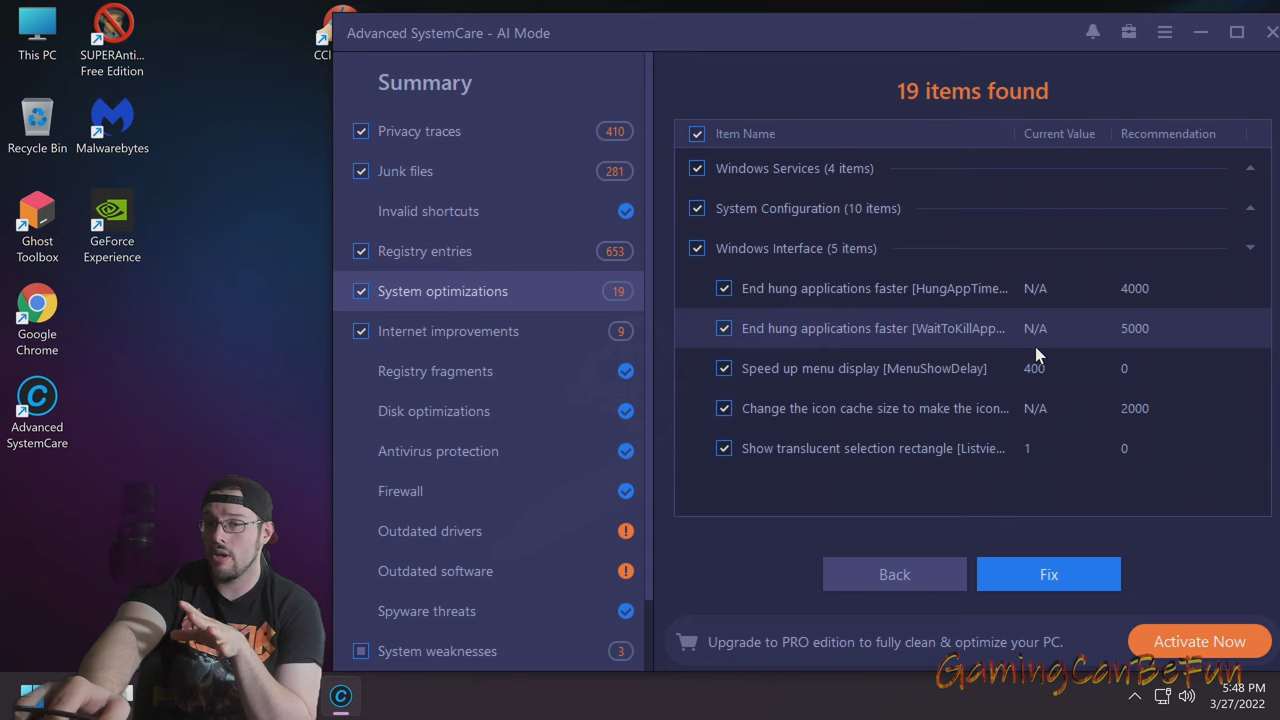 This PC
SUPERAnti...
Free Edition
CCl
Recycle Bin
Malwarebytes
Ghost
Toolbox
GeForce
Experience
Google
Chrome
Advanced
SystemCare
Advanced SystemCare - AI Mode
Summary
Privacy traces 410
Junk files 281
Invalid shortcuts
Registry entries 653
System optimizations 19
Internet improvements 9
Registry fragments
Disk optimizations
Antivirus protection
Firewall
Outdated drivers
Outdated software
Spyware threats
System weaknesses 3
19 items found
Item Name Current Value Recommendation
Windows Services (4 items)
System Configuration (10 items)
Windows Interface (5 items)
End hung applications faster [HungAppTime... N/A 4000
End hung applications faster [WaitToKillApp... N/A 5000
Speed up menu display [MenuShowDelay] 400 0
Change the icon cache size to make the icon... N/A 2000
Show translucent selection rectangle [Listvie... 1 0
Back Fix
Upgrade to PRO edition to fully clean & optimize your PC. Activate Now
GamingCanBeFun
5:48 PM
3/27/2022